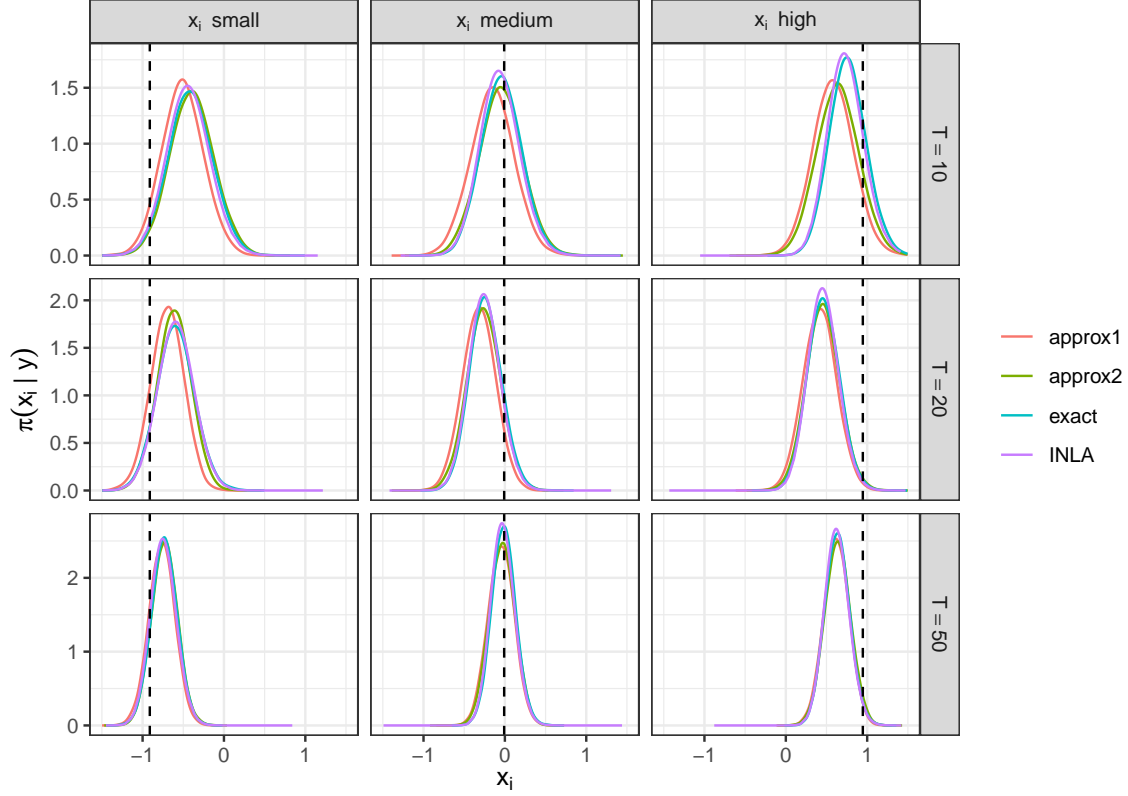 xᵢ small
xᵢ medium
xᵢ high
1.5
1.0
0.5
0.0
T = 10
2.0
1.5
1.0
0.5
0.0
T = 20
2
1
0
T = 50
−1 0 1
−1 0 1
−1 0 1
xᵢ
π(xᵢ | y)
approx1
approx2
exact
INLA